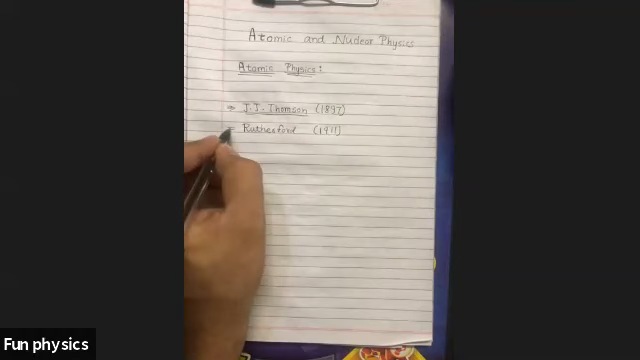 Atomic and Nuclear Physics
Atomic Physics:
⇒ J.J. Thomson (1897)
⇒ Rutherford (1911)
Fun physics